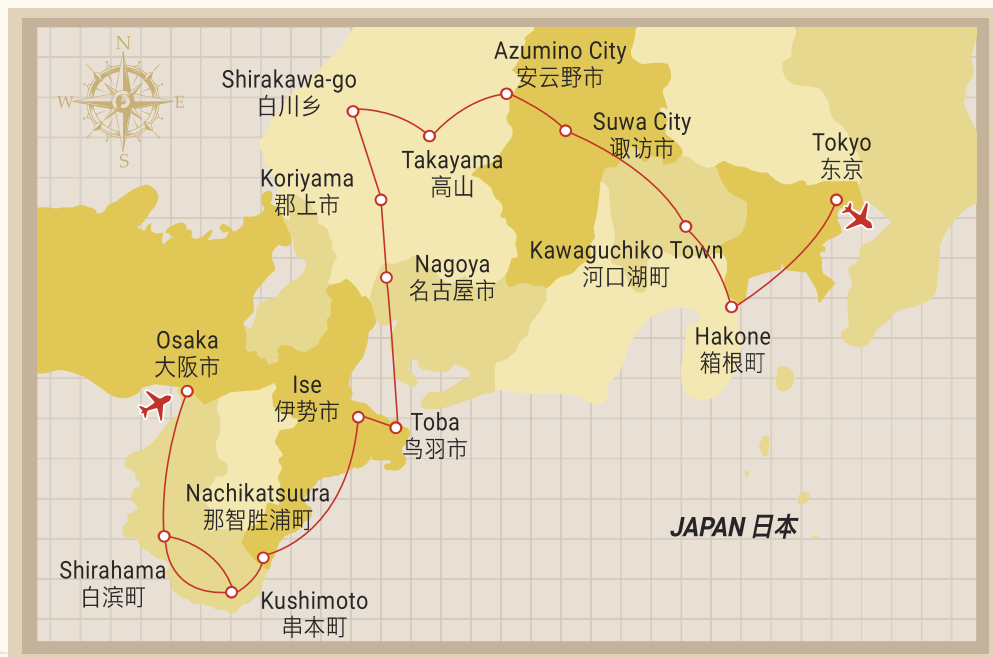 N
W
E
S
Azumino City
安云野市
Shirakawa-go
白川乡
Suwa City
诹访市
Tokyo
东京
Takayama
高山
Koriyama
郡上市
Kawaguchiko Town
河口湖町
Nagoya
名古屋市
Hakone
箱根町
Osaka
大阪市
Ise
伊势市
Toba
鸟羽市
Nachikatsuura
那智胜浦町
JAPAN 日本
Shirahama
白滨町
Kushimoto
串本町